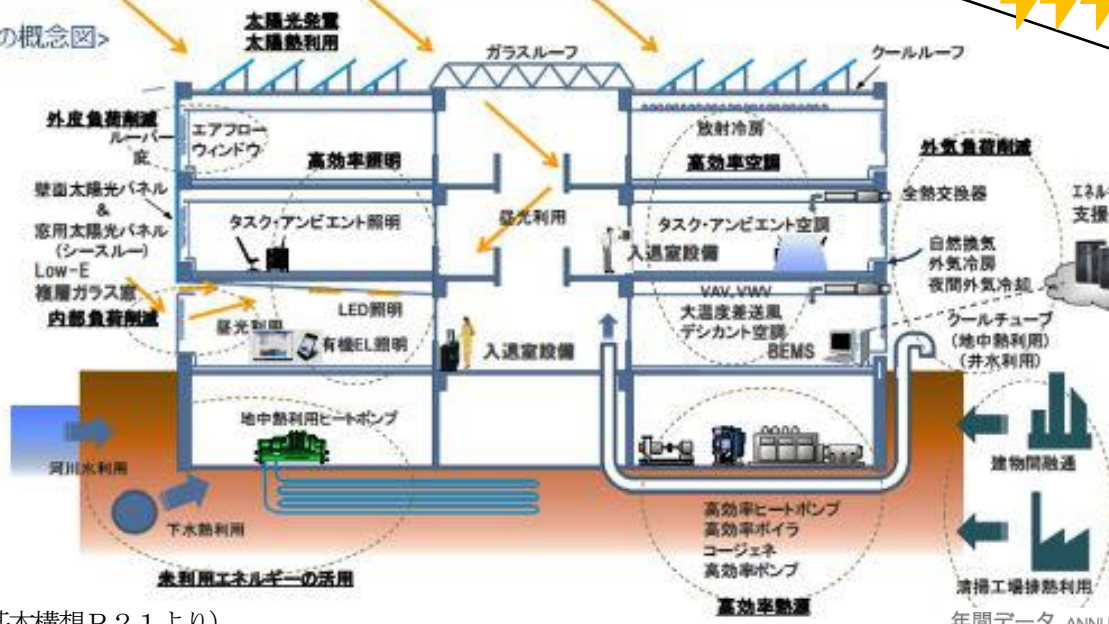 の概念図>
太陽光発電
太陽熱利用
ガラスルーフ
クールルーフ
外皮負荷削減
ルーバー
庇
エアフロー
ウィンドウ
高効率照明
放射冷房
高効率空調
外気負荷削減
壁面太陽光パネル
&
窓用太陽光パネル
(シースルー)
Low-E
複層ガラス窓
内部負荷削減
タスク・アンビエント照明
昼光利用
タスク・アンビエント空調
入退室設備
全熱交換器
エネル
支援
自然換気
外気冷房
夜間外気冷却
クールチューブ
(地中熱利用)
(井水利用)
昼光利用
LED照明
有機EL照明
入退室設備
VAV,VWV
大温度差送風
デシカント空調
BEMS
地中熱利用ヒートポンプ
河川水利用
下水熱利用
未利用エネルギーの活用
高効率ヒートポンプ
高効率ボイラ
コージェネ
高効率ポンプ
高効率熱源
建物間融通
清掃工場排熱利用
基本構想P21より)
年間データ ANNU